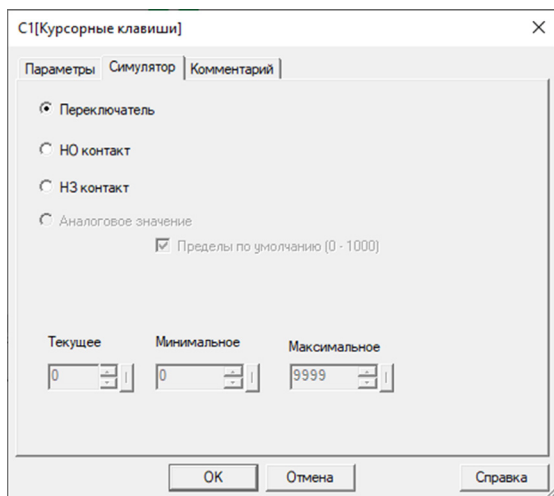 C1[Курсорные клавиши]
Параметры Симулятор Комментарий
Переключатель
НО контакт
НЗ контакт
Аналоговое значение
Пределы по умолчанию (0 - 1000)
Текущее Минимальное Максимальное
0 0 9999
OK Отмена Справка